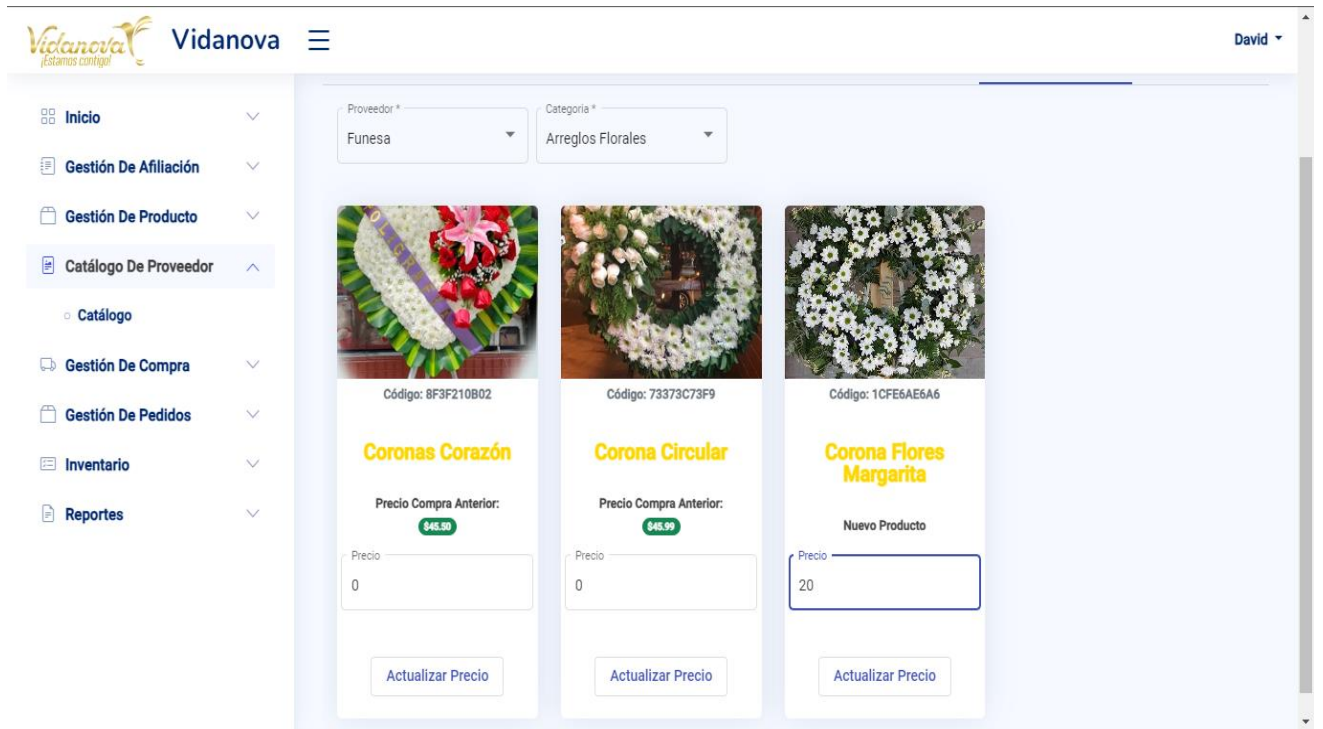 Vidanova
¡Estamos contigo!
Vidanova
David
Inicio
Gestión De Afiliación
Gestión De Producto
Catálogo De Proveedor
Catálogo
Gestión De Compra
Gestión De Pedidos
Inventario
Reportes
Proveedor *
Funesa
Categoria *
Arreglos Florales
Código: 8F3F210B02
Coronas Corazón
Precio Compra Anterior:
$45.50
Precio
0
Actualizar Precio
Código: 73373C73F9
Corona Circular
Precio Compra Anterior:
$45.99
Precio
0
Actualizar Precio
Código: 1CFE6AE6A6
Corona Flores
Margarita
Nuevo Producto
Precio
20
Actualizar Precio